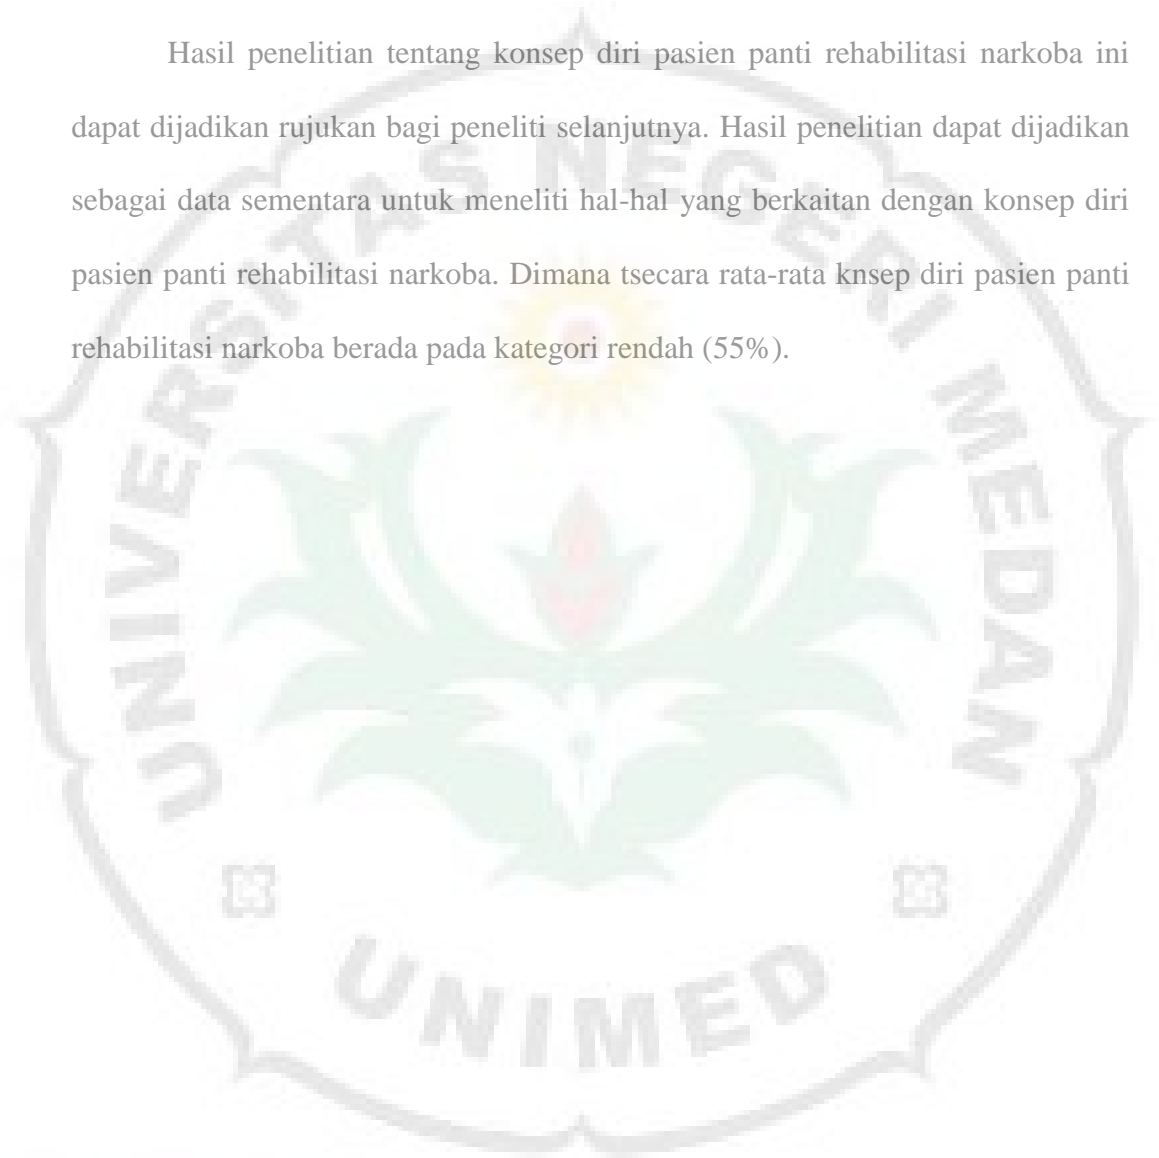 Hasil penelitian tentang konsep diri pasien panti rehabilitasi narkoba ini
dapat dijadikan rujukan bagi peneliti selanjutnya. Hasil penelitian dapat dijadikan
sebagai data sementara untuk meneliti hal-hal yang berkaitan dengan konsep diri
pasien panti rehabilitasi narkoba. Dimana tsecara rata-rata knsep diri pasien panti
rehabilitasi narkoba berada pada kategori rendah (55%).
UNIVERSITAS NEGERI MEDAN
UNIMED